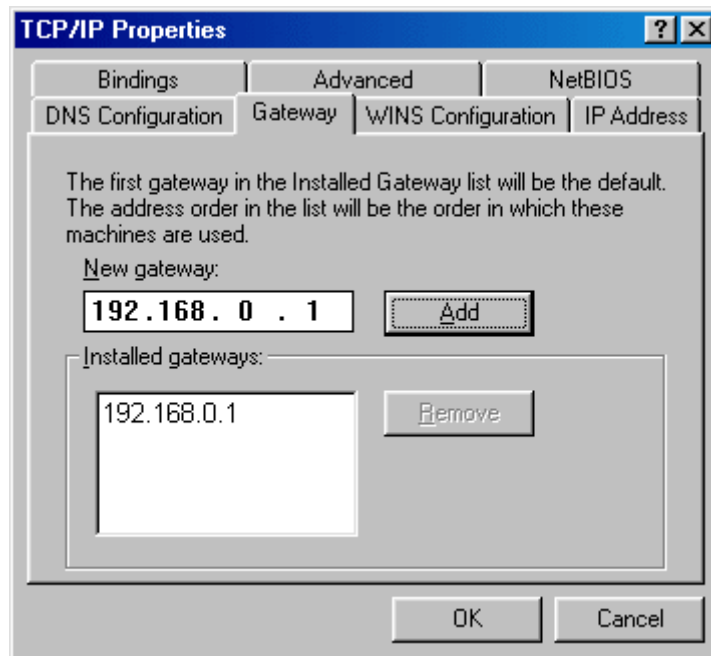 TCP/IP Properties
Bindings Advanced NetBIOS
DNS Configuration Gateway WINS Configuration IP Address
The first gateway in the Installed Gateway list will be the default.
The address order in the list will be the order in which these
machines are used.
New gateway:
192.168. 0 . 1 Add
Installed gateways:
192.168.0.1 Remove
OK Cancel